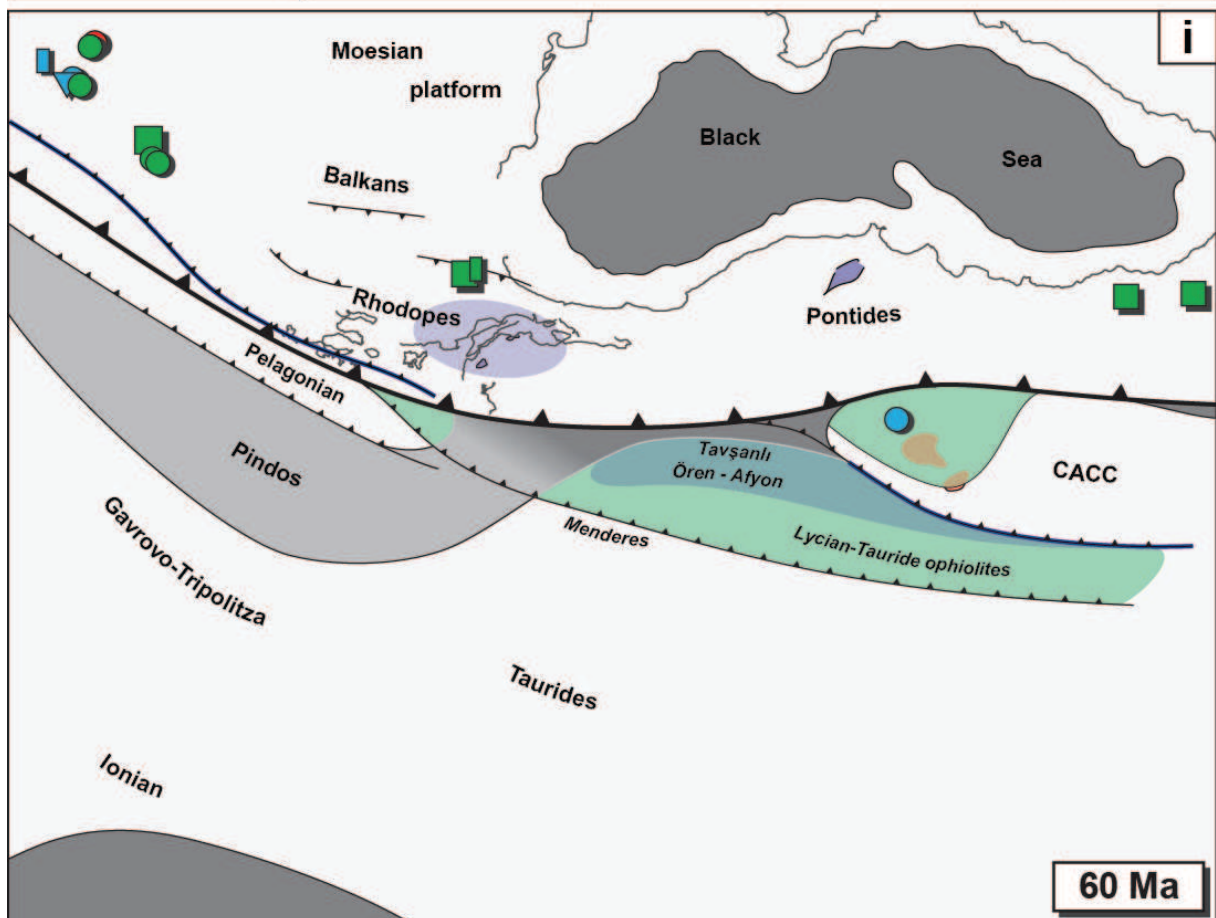 i
Moesian
platform
Black
Sea
Balkans
Rhodopes
Pontides
Pelagonian
Pindos
Tavşanlı
Ören - Afyon
CACC
Menderes
Lycian-Tauride ophiolites
Gavrovo-Tripolitza
Taurides
Ionian
60 Ma